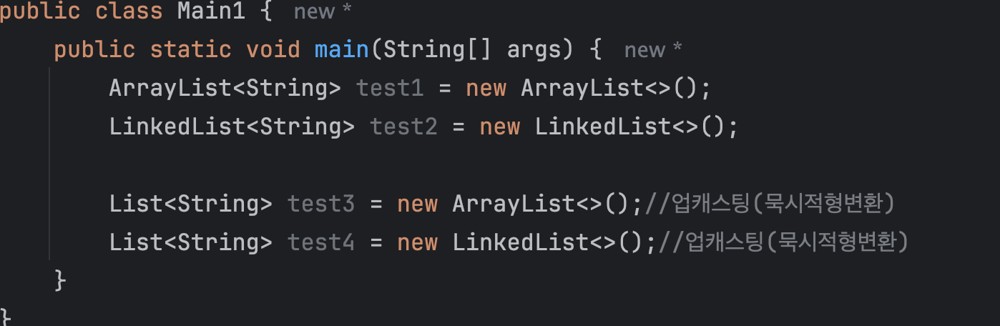 public class Main1 { new *
public static void main(String[] args) { new *
ArrayList<String> test1 = new ArrayList<>();
LinkedList<String> test2 = new LinkedList<>();
List<String> test3 = new ArrayList<>();//업캐스팅(묵시적형변환)
List<String> test4 = new LinkedList<>();//업캐스팅(묵시적형변환)
}
}